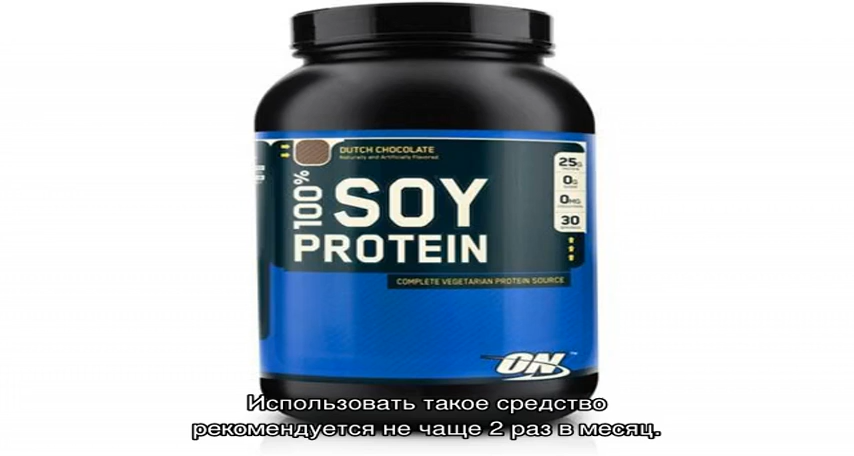 DUTCH CHOCOLATE
Naturally and Artificially Flavored
100%
SOY
PROTEIN
COMPLETE VEGETARIAN PROTEIN SOURCE
25G
0G
0MG
30
ON
Использовать такое средство
рекомендуется не чаще 2 раз в месяц.